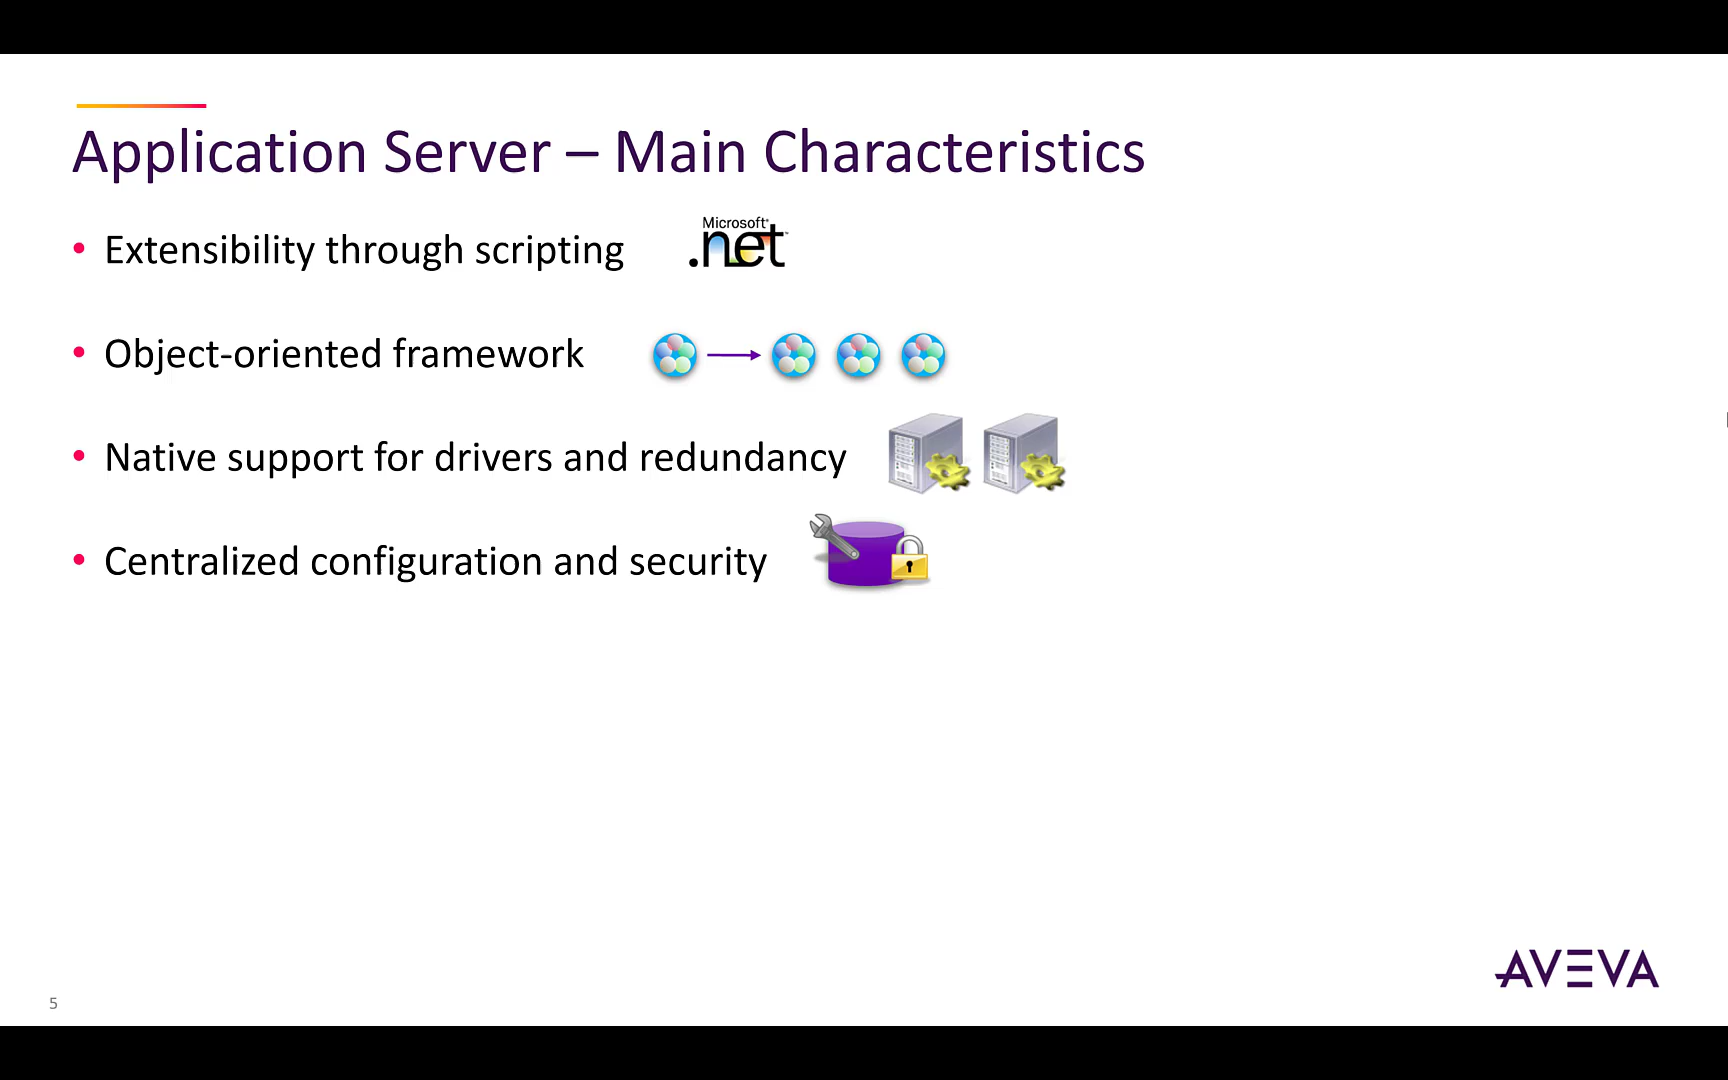 Application Server – Main Characteristics
• Extensibility through scripting
Microsoft
.net
• Object-oriented framework
• Native support for drivers and redundancy
• Centralized configuration and security
AVEVA
5